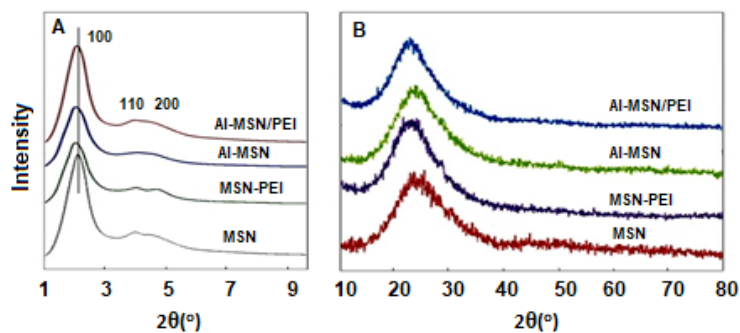 A
100
110 200
Al-MSN/PEI
Al-MSN
MSN-PEI
MSN
Intensity
1 3 5 7 9
2θ(°)
B
Al-MSN/PEI
Al-MSN
MSN-PEI
MSN
10 20 30 40 50 60 70 80
2θ(°)